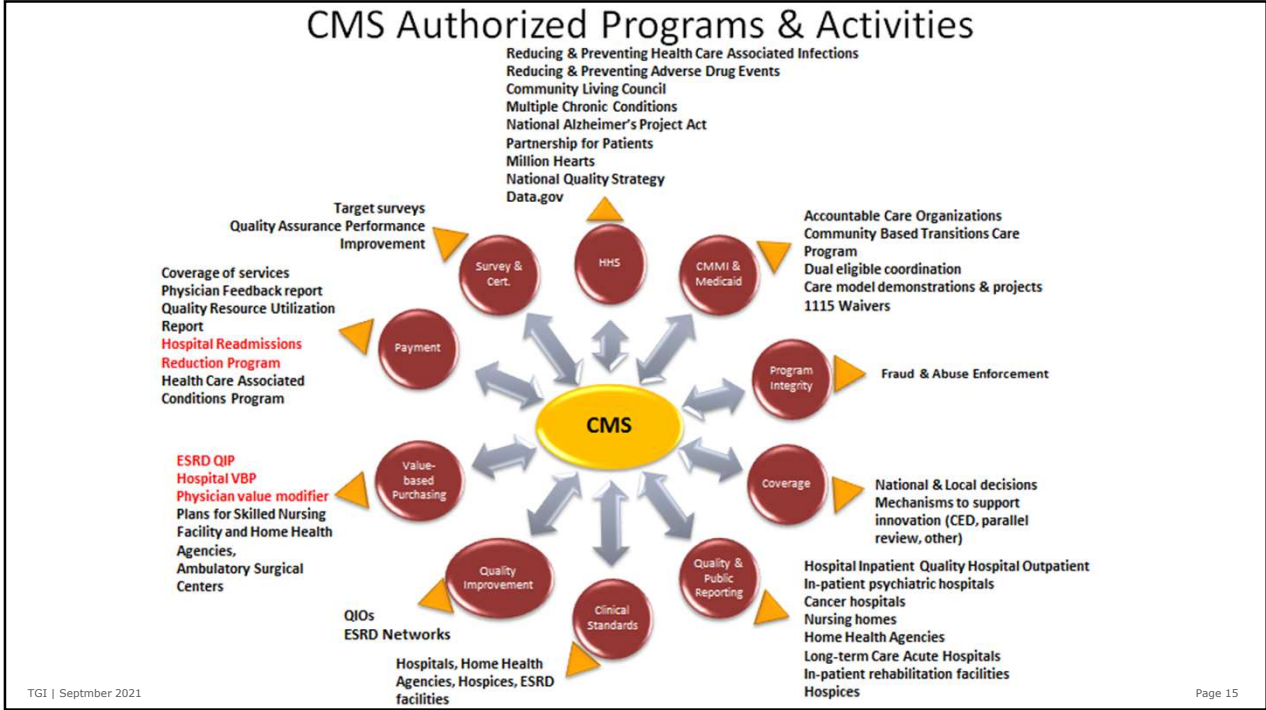 CMS Authorized Programs & Activities
Reducing & Preventing Health Care Associated Infections
Reducing & Preventing Adverse Drug Events
Community Living Council
Multiple Chronic Conditions
National Alzheimer's Project Act
Partnership for Patients
Million Hearts
National Quality Strategy
Data.gov
Target surveys
Quality Assurance Performance
Improvement
Survey &
Cert.
HHS
CMMI &
Medicaid
Accountable Care Organizations
Community Based Transitions Care
Program
Dual eligible coordination
Care model demonstrations & projects
1115 Waivers
Coverage of services
Physician Feedback report
Quality Resource Utilization
Report
Hospital Readmissions
Reduction Program
Health Care Associated
Conditions Program
Payment
Program
Integrity
Fraud & Abuse Enforcement
CMS
ESRD QIP
Hospital VBP
Physician value modifier
Plans for Skilled Nursing
Facility and Home Health
Agencies,
Ambulatory Surgical
Centers
Value-
based
Purchasing
Coverage
National & Local decisions
Mechanisms to support
innovation (CED, parallel
review, other)
Quality
Improvement
QIOs
ESRD Networks
Clinical
Standards
Hospitals, Home Health
Agencies, Hospices, ESRD
facilities
Quality &
Public
Reporting
Hospital Inpatient Quality Hospital Outpatient
In-patient psychiatric hospitals
Cancer hospitals
Nursing homes
Home Health Agencies
Long-term Care Acute Hospitals
In-patient rehabilitation facilities
Hospices
TGI | Septmber 2021
Page 15